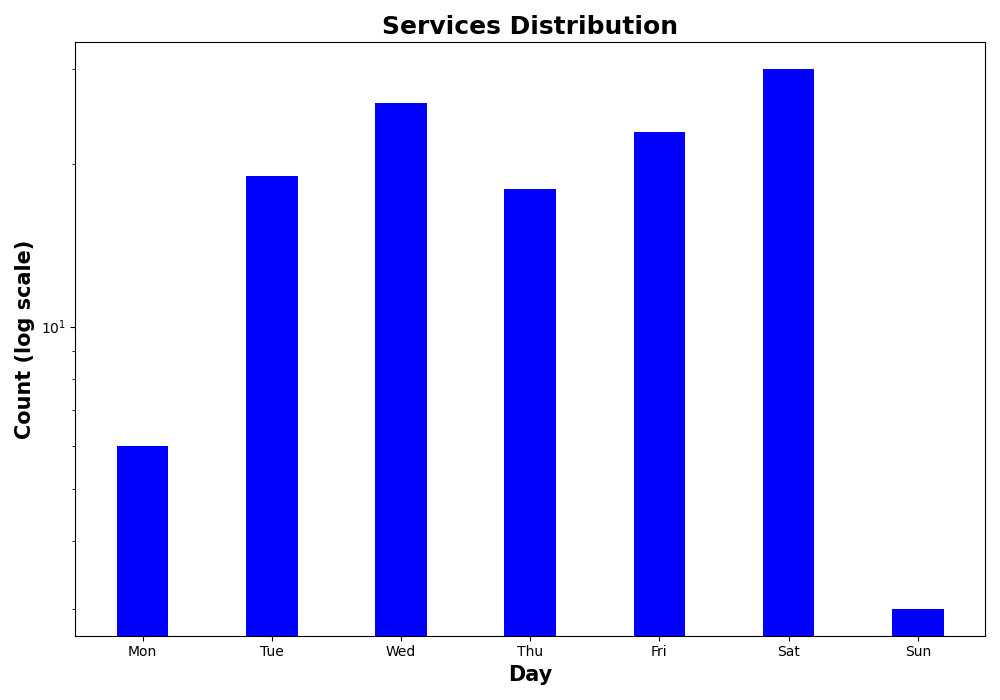 Services Distribution
Count (log scale)
10¹
Mon Tue Wed Thu Fri Sat Sun
Day